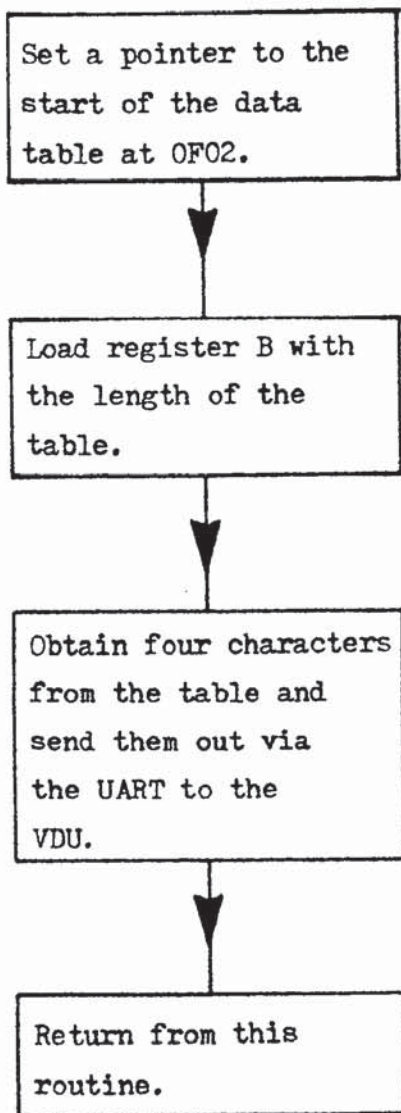 Set a pointer to the
start of the data
table at 0F02.
Load register B with
the length of the
table.
Obtain four characters
from the table and
send them out via
the UART to the
VDU.
Return from this
routine.